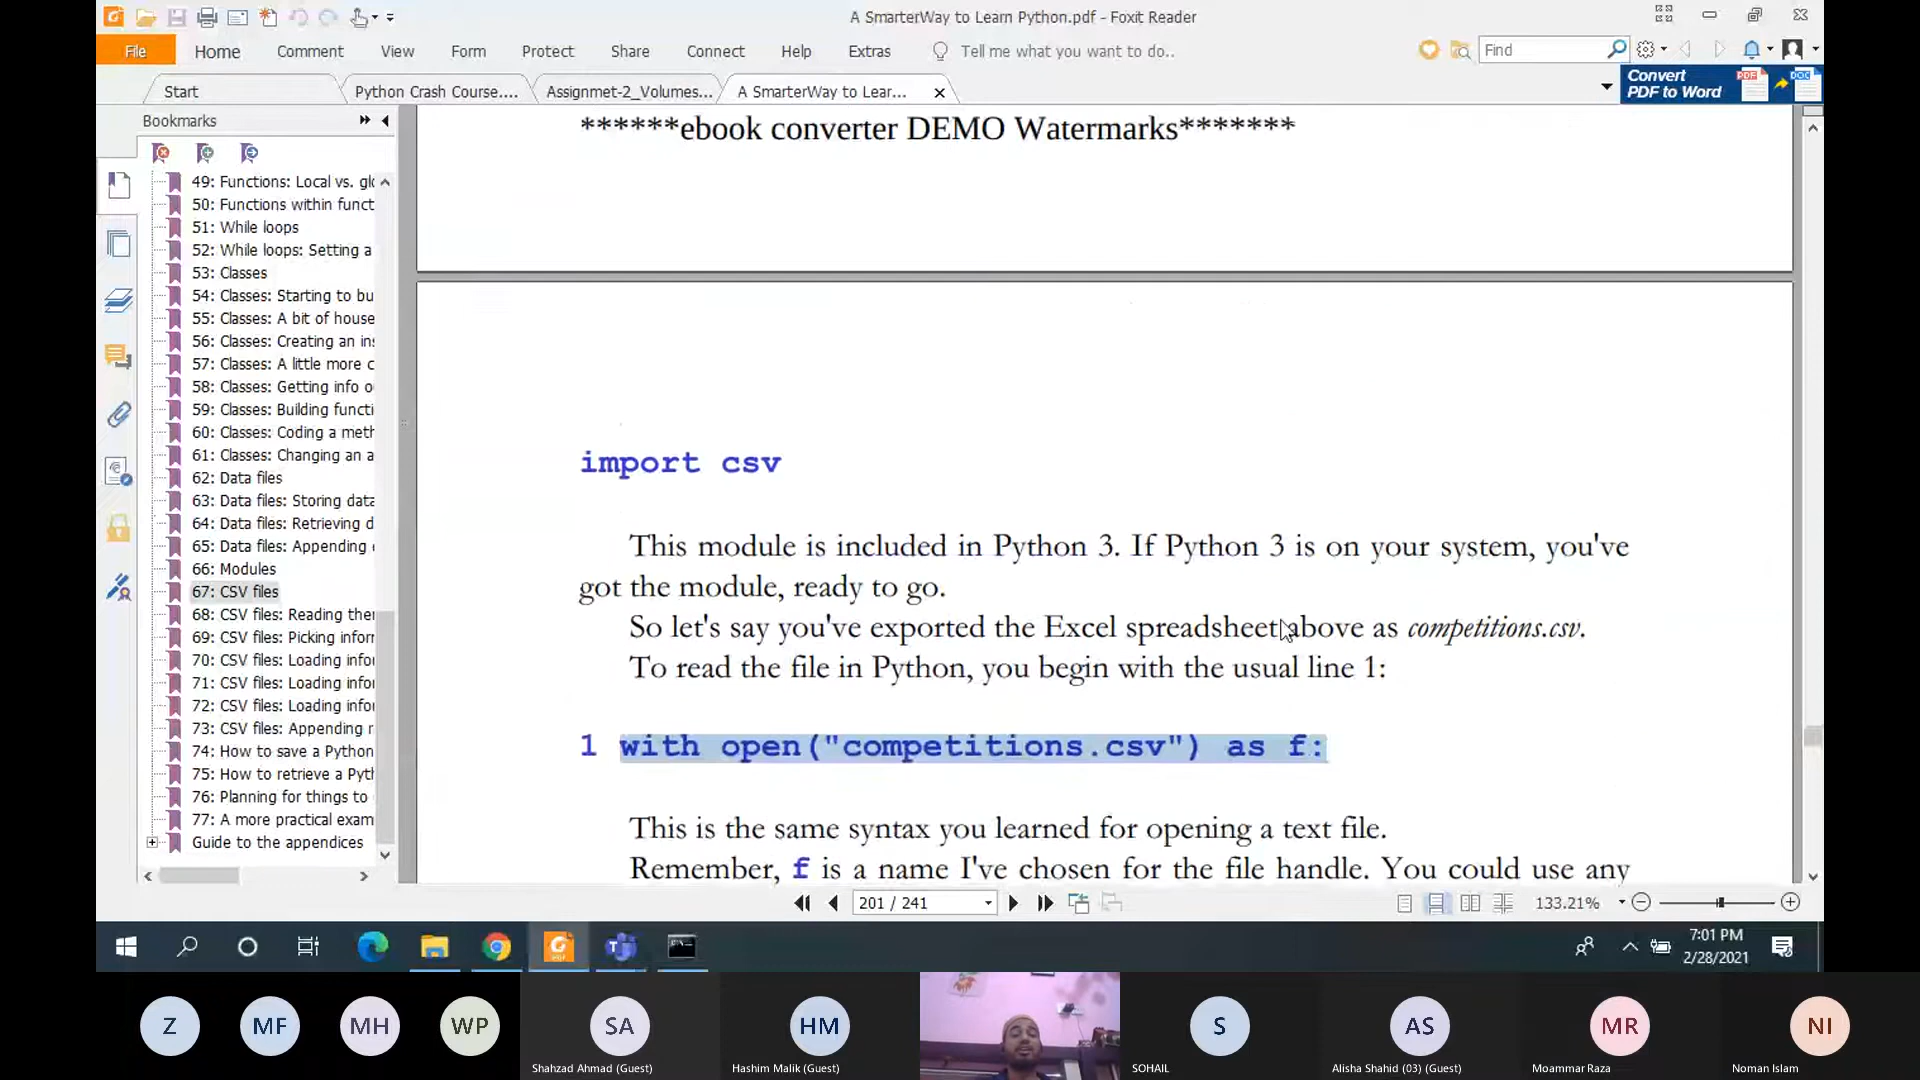 A SmarterWay to Learn Python.pdf - Foxit Reader
File Home Comment View Form Protect Share Connect Help Extras Tell me what you want to do.. Find
Start Python Crash Course.... Assignmet-2_Volumes... A SmarterWay to Lear...
Convert
PDF to Word
PDF DOC
Bookmarks
49: Functions: Local vs. glo
50: Functions within funct
51: While loops
52: While loops: Setting a
53: Classes
54: Classes: Starting to bu
55: Classes: A bit of house
56: Classes: Creating an ins
57: Classes: A little more c
58: Classes: Getting info o
59: Classes: Building functi
60: Classes: Coding a meth
61: Classes: Changing an a
62: Data files
63: Data files: Storing data
64: Data files: Retrieving d
65: Data files: Appending
66: Modules
67: CSV files
68: CSV files: Reading ther
69: CSV files: Picking inforr
70: CSV files: Loading infor
71: CSV files: Loading infor
72: CSV files: Loading infor
73: CSV files: Appending r
74: How to save a Python
75: How to retrieve a Pyth
76: Planning for things to
77: A more practical exam
Guide to the appendices
******ebook converter DEMO Watermarks*******
import csv
This module is included in Python 3. If Python 3 is on your system, you've
got the module, ready to go.
So let's say you've exported the Excel spreadsheet above as competitions.csv.
To read the file in Python, you begin with the usual line 1:
1 with open("competitions.csv") as f:
This is the same syntax you learned for opening a text file.
Remember, f is a name I've chosen for the file handle. You could use any
201 / 241
133.21%
7:01 PM
2/28/2021
Z MF MH WP SA HM S AS MR NI
Shahzad Ahmad (Guest) Hashim Malik (Guest) SOHAIL Alisha Shahid (03) (Guest) Moammar Raza Noman Islam